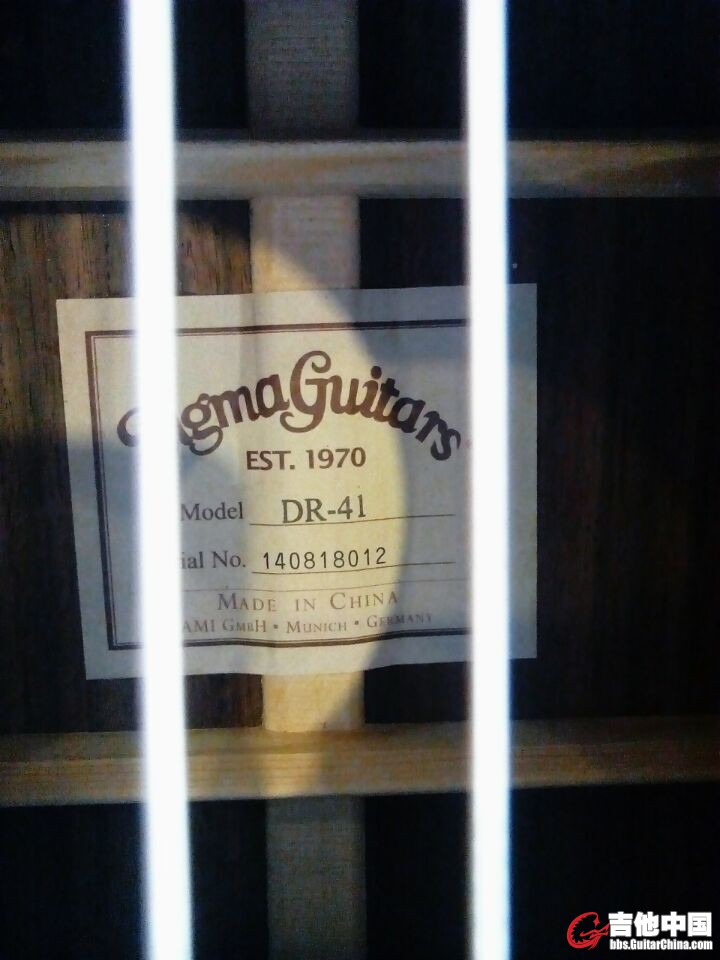 gmaGuitars
EST. 1970
Model DR-41
ial No. 140818012
MADE IN CHINA
AMI GMBH • MUNICH • GERMANY
吉他中国
bbs.GuitarChina.com